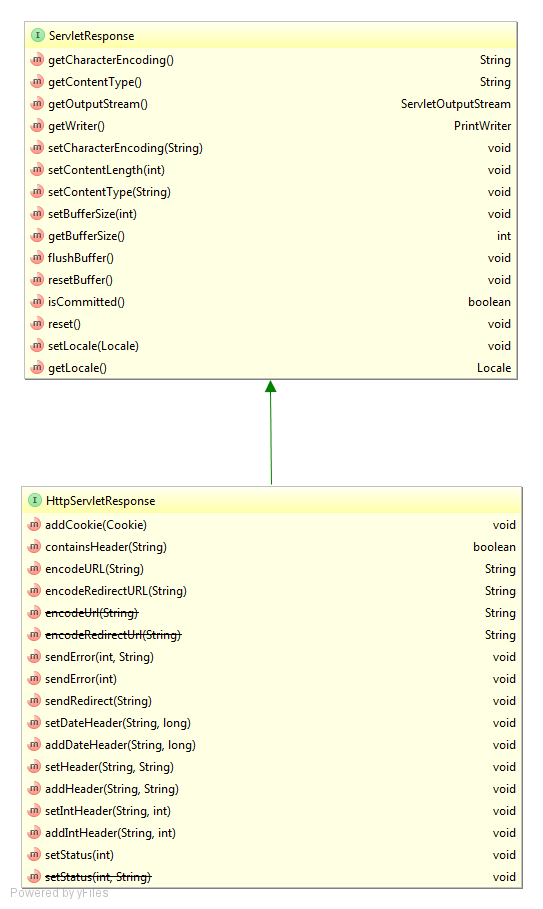 I ServletResponse
m getCharacterEncoding() String
m getContentType() String
m getOutputStream() ServletOutputStream
m getWriter() PrintWriter
m setCharacterEncoding(String) void
m setContentLength(int) void
m setContentType(String) void
m setBufferSize(int) void
m getBufferSize() int
m flushBuffer() void
m resetBuffer() void
m isCommitted() boolean
m reset() void
m setLocale(Locale) void
m getLocale() Locale
I HttpServletResponse
m addCookie(Cookie) void
m containsHeader(String) boolean
m encodeURL(String) String
m encodeRedirectURL(String) String
m encodeUrl(String) String
m encodeRedirectUrl(String) String
m sendError(int, String) void
m sendError(int) void
m sendRedirect(String) void
m setDateHeader(String, long) void
m addDateHeader(String, long) void
m setHeader(String, String) void
m addHeader(String, String) void
m setIntHeader(String, int) void
m addIntHeader(String, int) void
m setStatus(int) void
m setStatus(int, String) void
Powered by yFiles